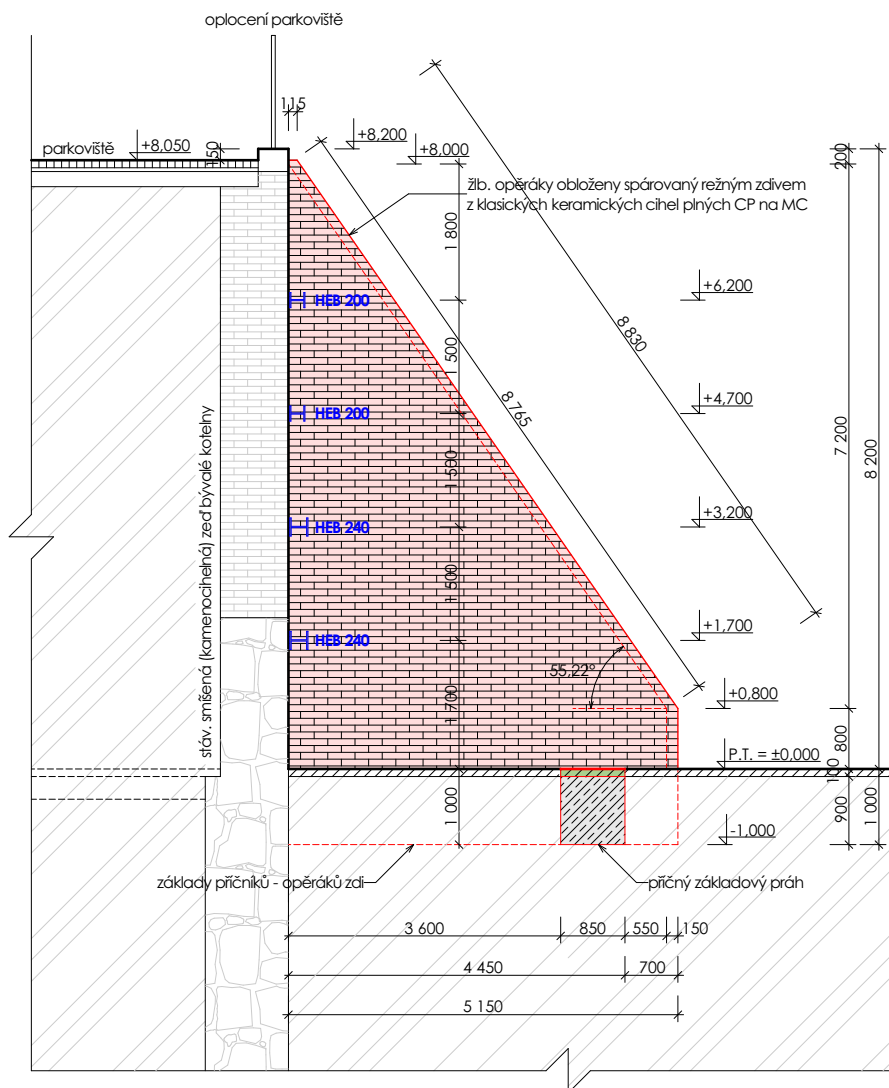 oplocení parkoviště
115
parkoviště
+8,050
150
+8,200
+8,000
200
žlb. opěráky obloženy spárovaný režným zdivem
z klasických keramických cihel plných CP na MC
1 800
HEB 200
+6,200
8 830
1 500
8 765
HEB 200
+4,700
7 200
8 200
stáv. smíšená (kamenocihelná) zeď bývalé kotelny
1 500
HEB 240
+3,200
1 500
HEB 240
+1,700
55,22°
1 700
+0,800
800
P.T. = ±0,000
100
1 000
900
1 000
-1,000
základy příčníků - opěráků zdi
příčný základový práh
3 600
850
550
150
4 450
700
5 150